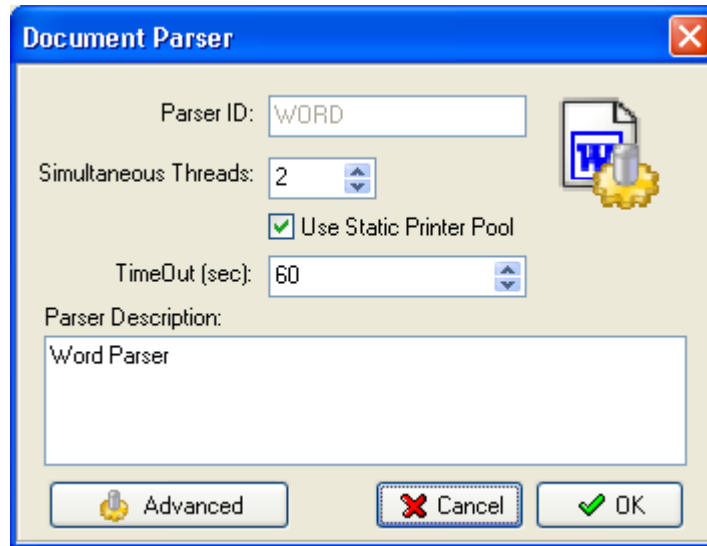 Document Parser
Parser ID: WORD
W
Simultaneous Threads: 2
Use Static Printer Pool
TimeOut (sec): 60
Parser Description:
Word Parser
Advanced Cancel OK